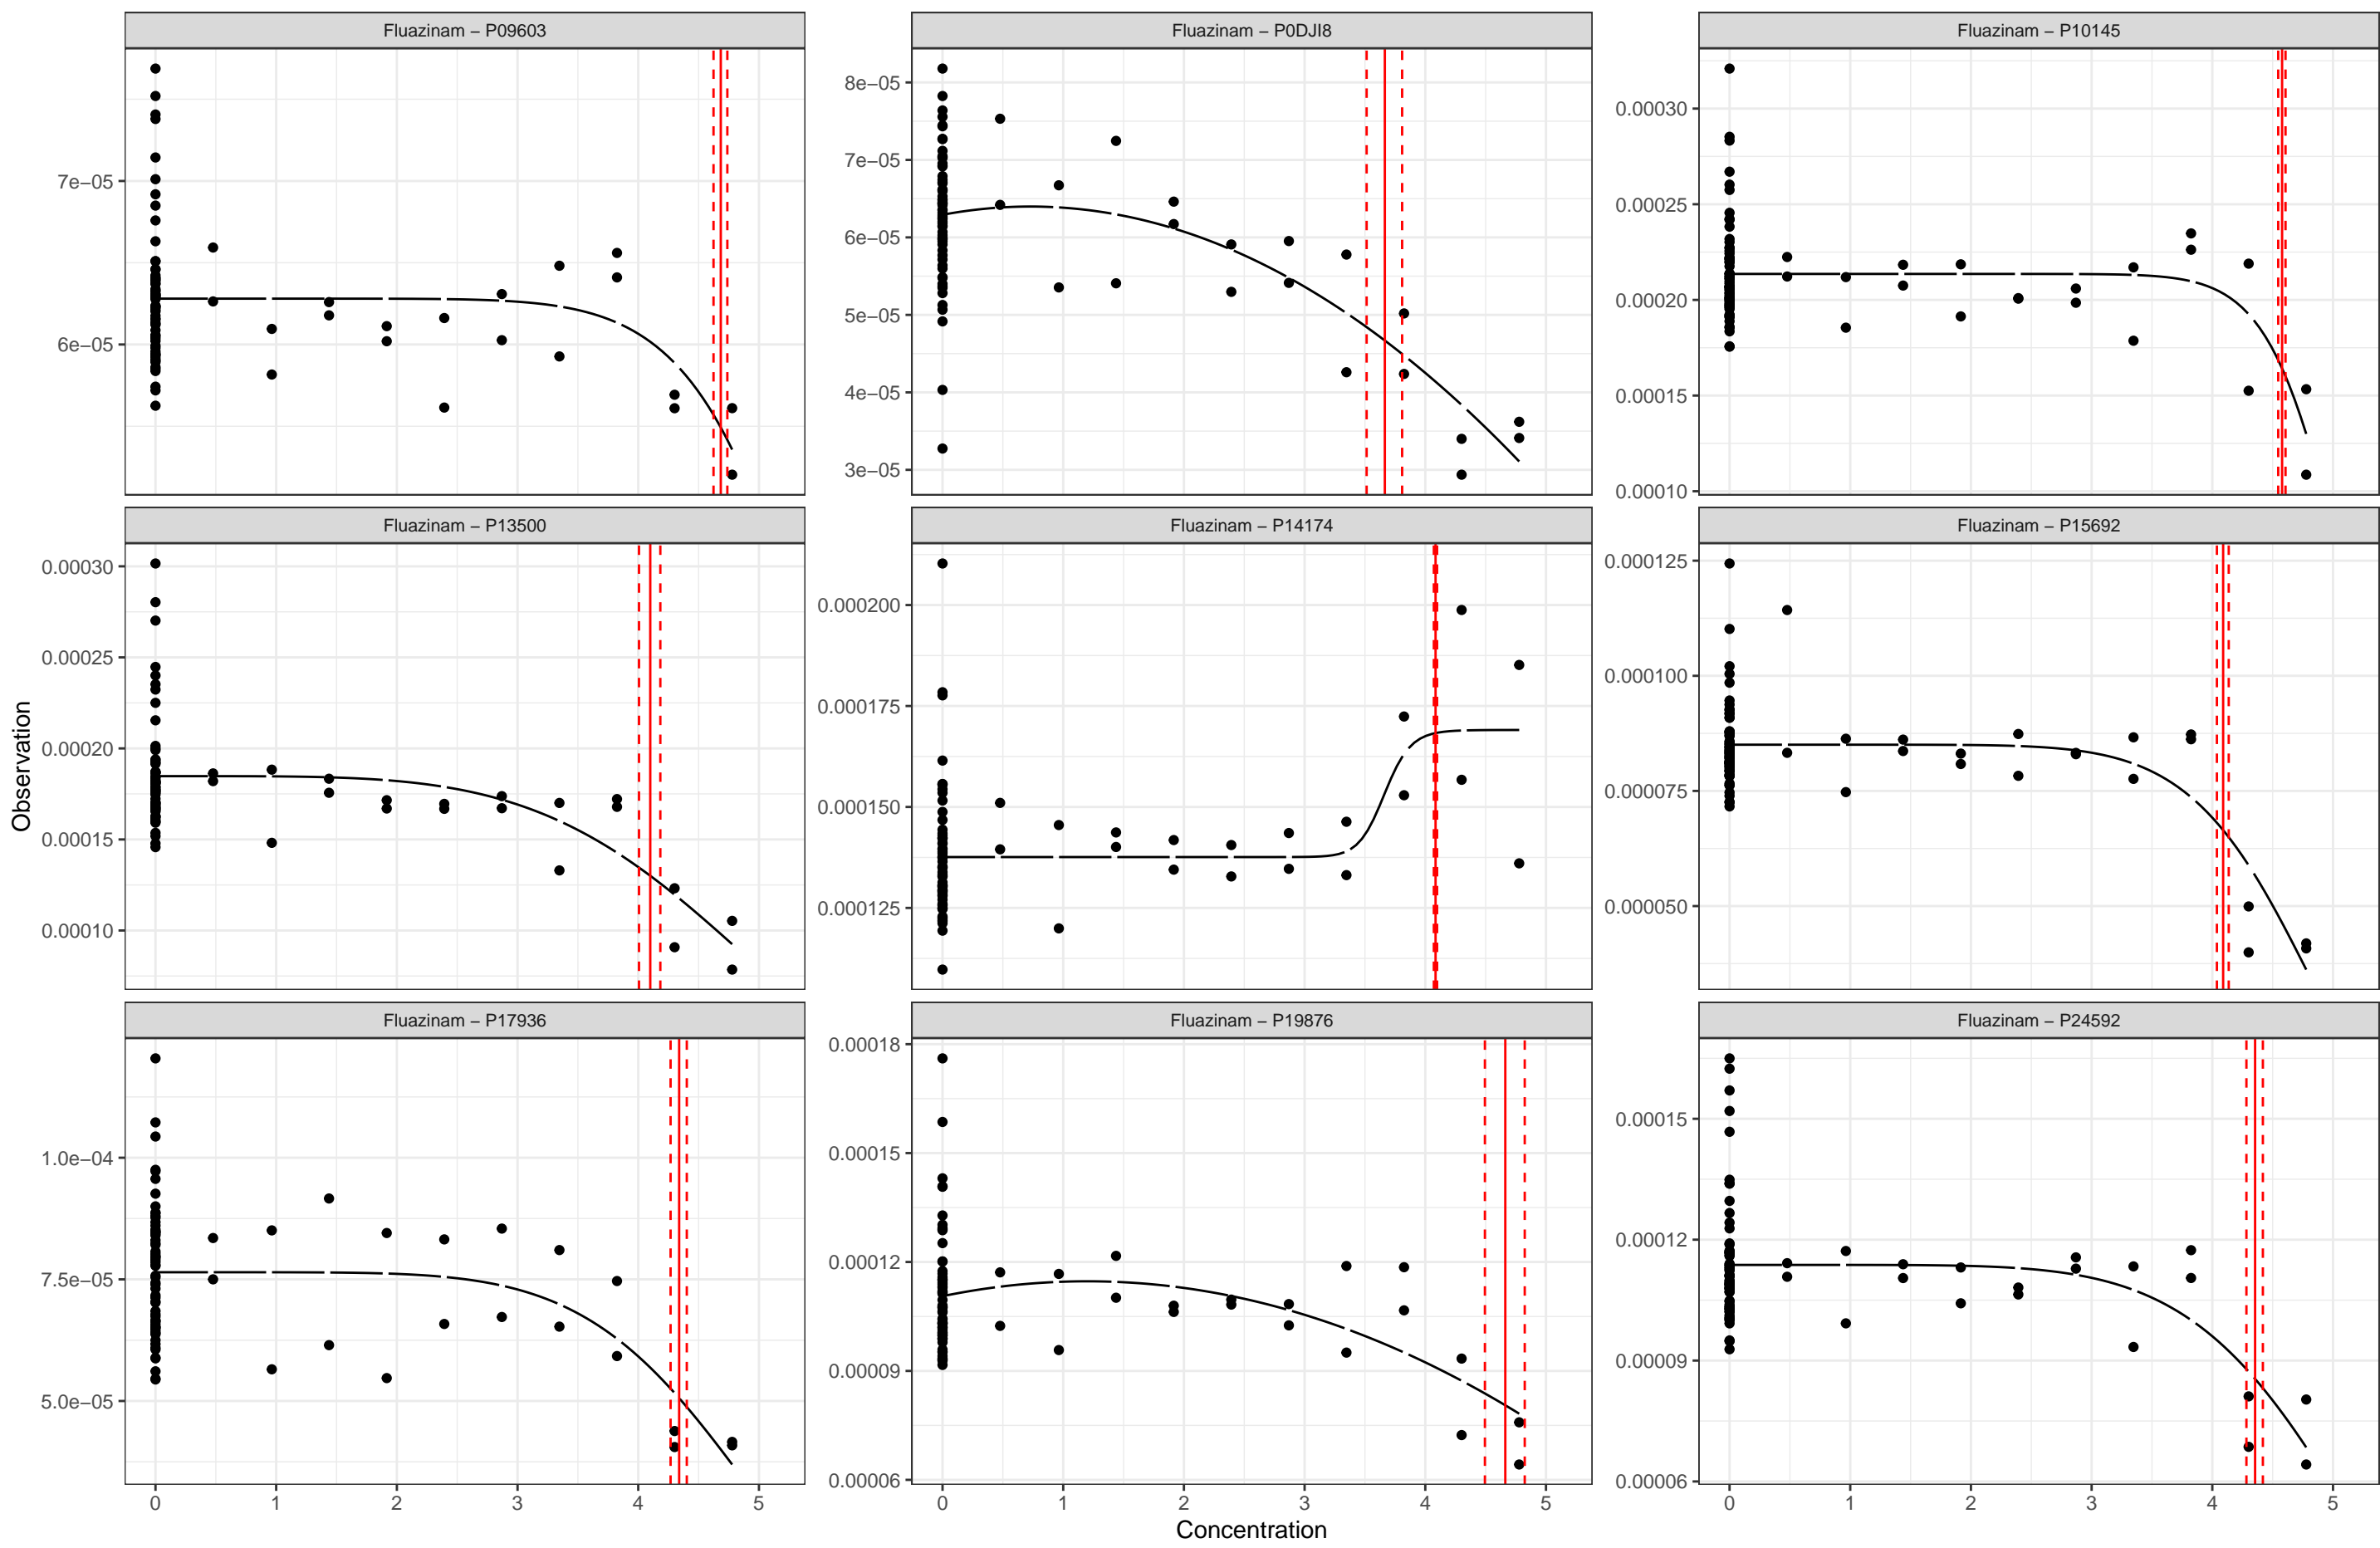 Fluazinam – P09603
Fluazinam – P0DJI8
Fluazinam – P10145
7e−05
6e−05
8e−05
7e−05
6e−05
5e−05
4e−05
3e−05
0.00030
0.00025
0.00020
0.00015
0.00010
Fluazinam – P13500
Fluazinam – P14174
Fluazinam – P15692
0.00030
0.00025
0.00020
0.00015
0.00010
0.000200
0.000175
0.000150
0.000125
0.000125
0.000100
0.000075
0.000050
Fluazinam – P17936
Fluazinam – P19876
Fluazinam – P24592
1.0e−04
7.5e−05
5.0e−05
0.00018
0.00015
0.00012
0.00009
0.00006
0.00015
0.00012
0.00009
0.00006
0 1 2 3 4 5
0 1 2 3 4 5
0 1 2 3 4 5
Observation
Concentration